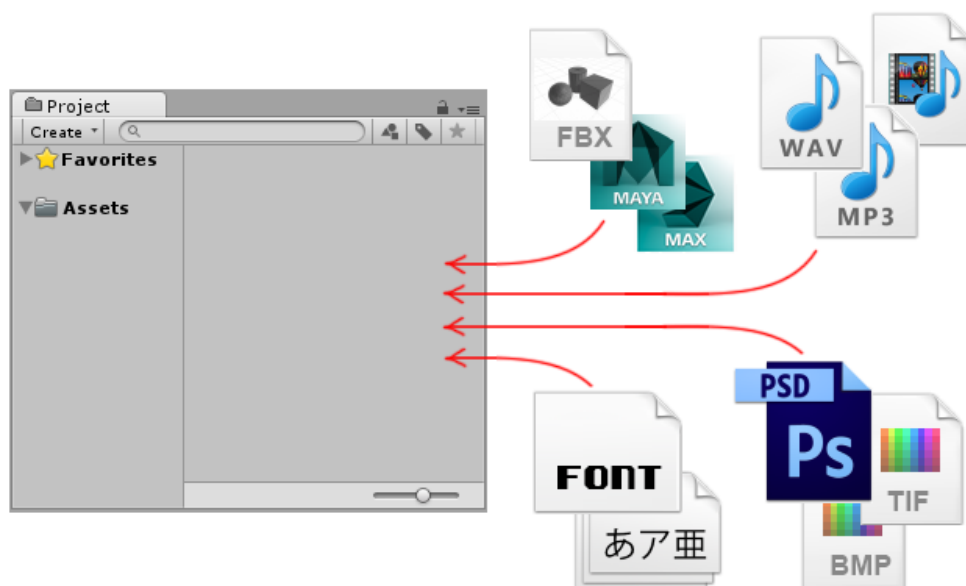 Project
Create
Favorites
Assets
FBX
MAYA
MAX
WAV
MP3
FONT
あア亜
PSD
Ps
TIF
BMP